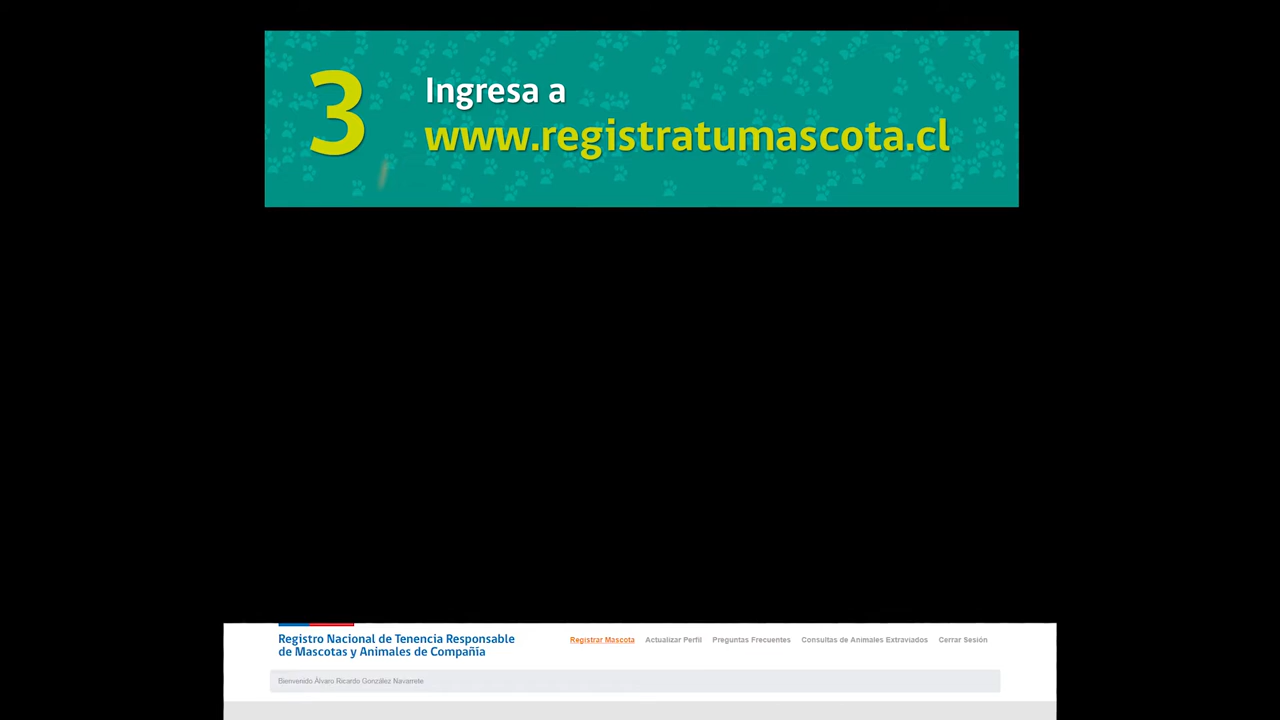 3
Ingresa a
www.registratumascota.cl
Registro Nacional de Tenencia Responsable
de Mascotas y Animales de Compañía
Registrar Mascota Actualizar Perfil Preguntas Frecuentes Consultas de Animales Extraviados Cerrar Sesión
Bienvenido Álvaro Ricardo González Navarrete